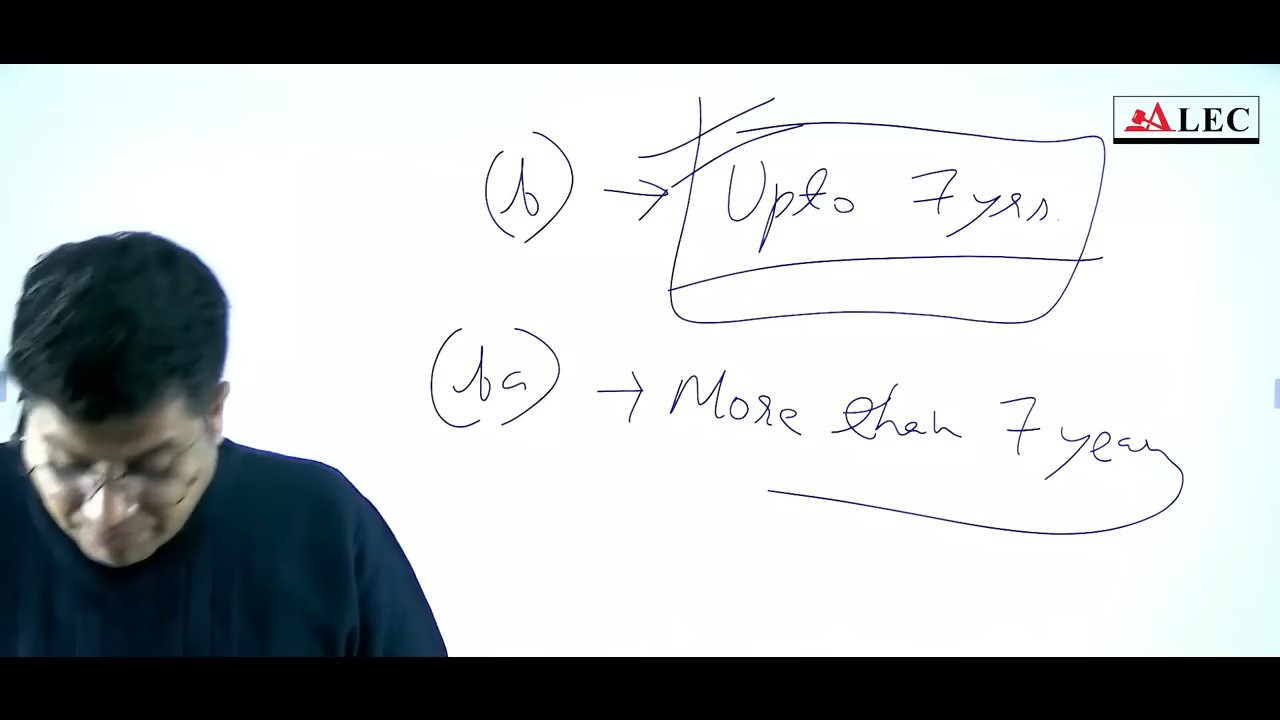 ALEC
(b) → Upto 7 yrs.
(ba) → More than 7 years